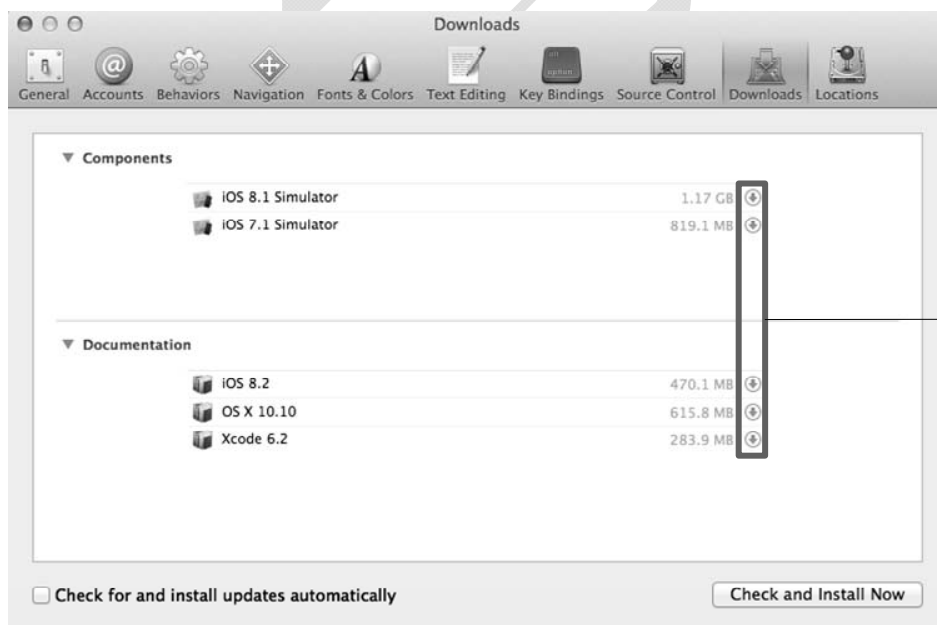 Downloads
General Accounts Behaviors Navigation Fonts & Colors Text Editing Key Bindings Source Control Downloads Locations
Components
iOS 8.1 Simulator 1.17 GB
iOS 7.1 Simulator 819.1 MB
Documentation
iOS 8.2 470.1 MB
OS X 10.10 615.8 MB
Xcode 6.2 283.9 MB
Check for and install updates automatically Check and Install Now